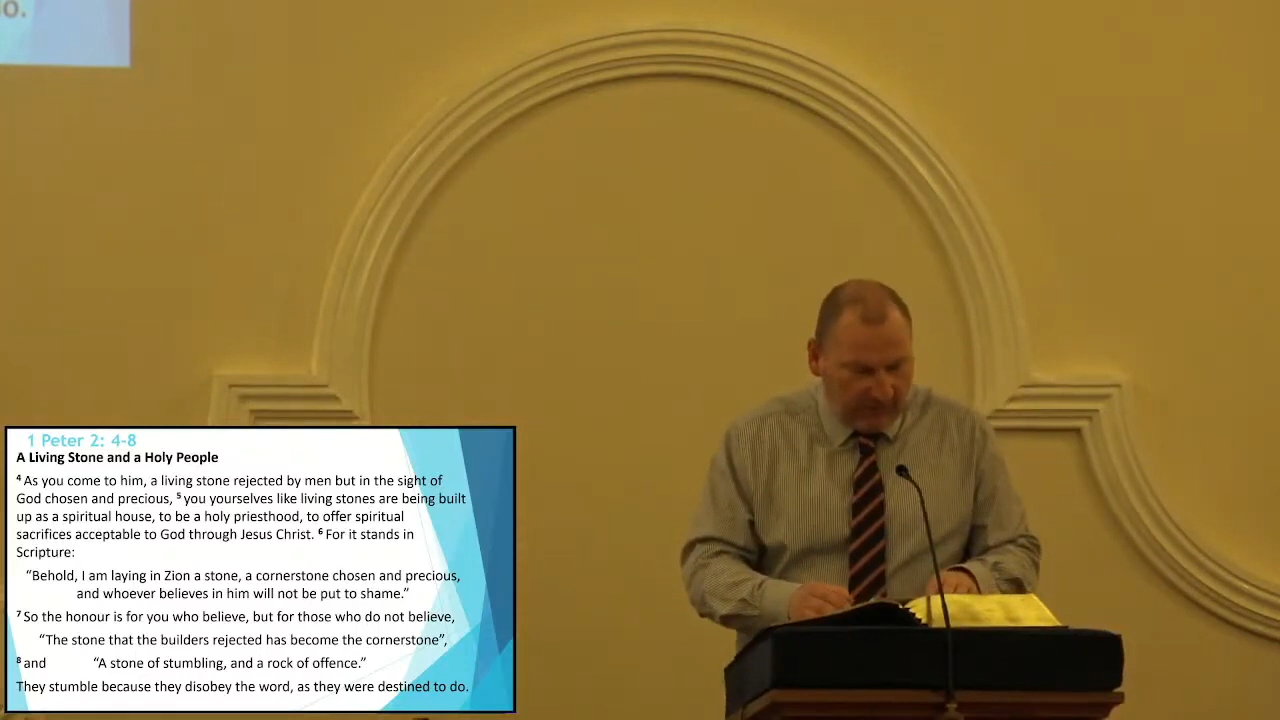 o.
1 Peter 2: 4-8
A Living Stone and a Holy People
⁴ As you come to him, a living stone rejected by men but in the sight of
God chosen and precious, ⁵ you yourselves like living stones are being built
up as a spiritual house, to be a holy priesthood, to offer spiritual
sacrifices acceptable to God through Jesus Christ. ⁶ For it stands in
Scripture:
“Behold, I am laying in Zion a stone, a cornerstone chosen and precious,
and whoever believes in him will not be put to shame.”
⁷ So the honour is for you who believe, but for those who do not believe,
“The stone that the builders rejected has become the cornerstone”,
⁸ and “A stone of stumbling, and a rock of offence.”
They stumble because they disobey the word, as they were destined to do.